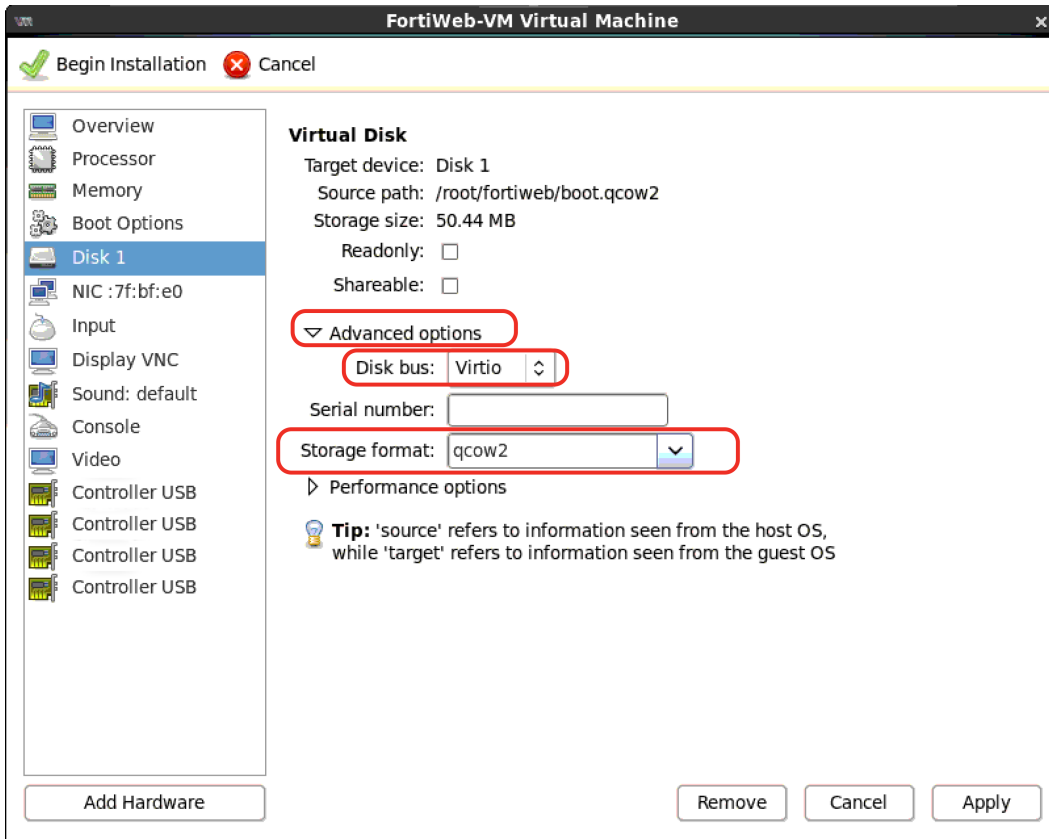 VM
FortiWeb-VM Virtual Machine
Begin Installation
Cancel
Overview
Processor
Memory
Boot Options
Disk 1
NIC :7f:bf:e0
Input
Display VNC
Sound: default
Console
Video
Controller USB
Controller USB
Controller USB
Controller USB
Add Hardware
Virtual Disk
Target device: Disk 1
Source path: /root/fortiweb/boot.qcow2
Storage size: 50.44 MB
Readonly:
Shareable:
Advanced options
Disk bus: Virtio
Serial number:
Storage format: qcow2
Performance options
Tip: 'source' refers to information seen from the host OS,
while 'target' refers to information seen from the guest OS
Remove
Cancel
Apply